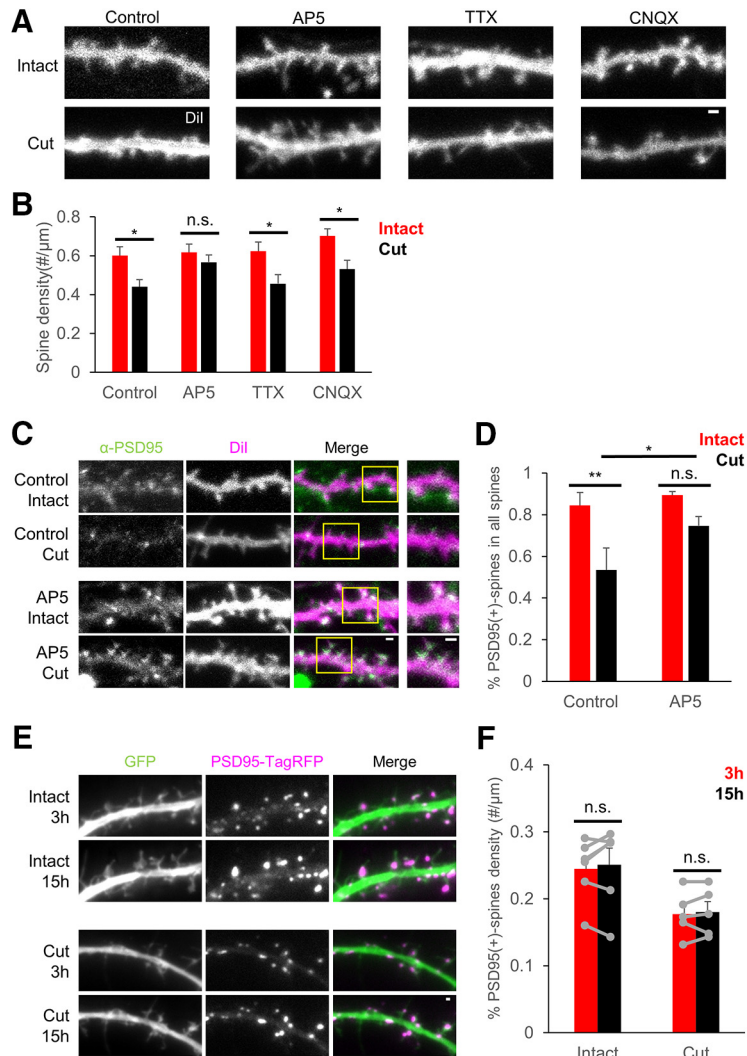 A
Control AP5 TTX CNQX
Intact
Cut
DiI
B
Spine density(#/μm)
0.8
0.6
0.4
0.2
0
* n.s. * *
Intact
Cut
Control AP5 TTX CNQX
C
α-PSD95 DiI Merge
Control
Intact
Control
Cut
AP5
Intact
AP5
Cut
D
Intact
Cut
% PSD95(+)-spines in all spines
1
0.8
0.6
0.4
0.2
0
*
** n.s.
Control AP5
E
GFP PSD95-TagRFP Merge
Intact
3h
Intact
15h
Cut
3h
Cut
15h
F
3h
15h
% PSD95(+)-spines density (#/μm)
0.4
0.3
0.2
0.1
0
n.s.
n.s.
Intact Cut